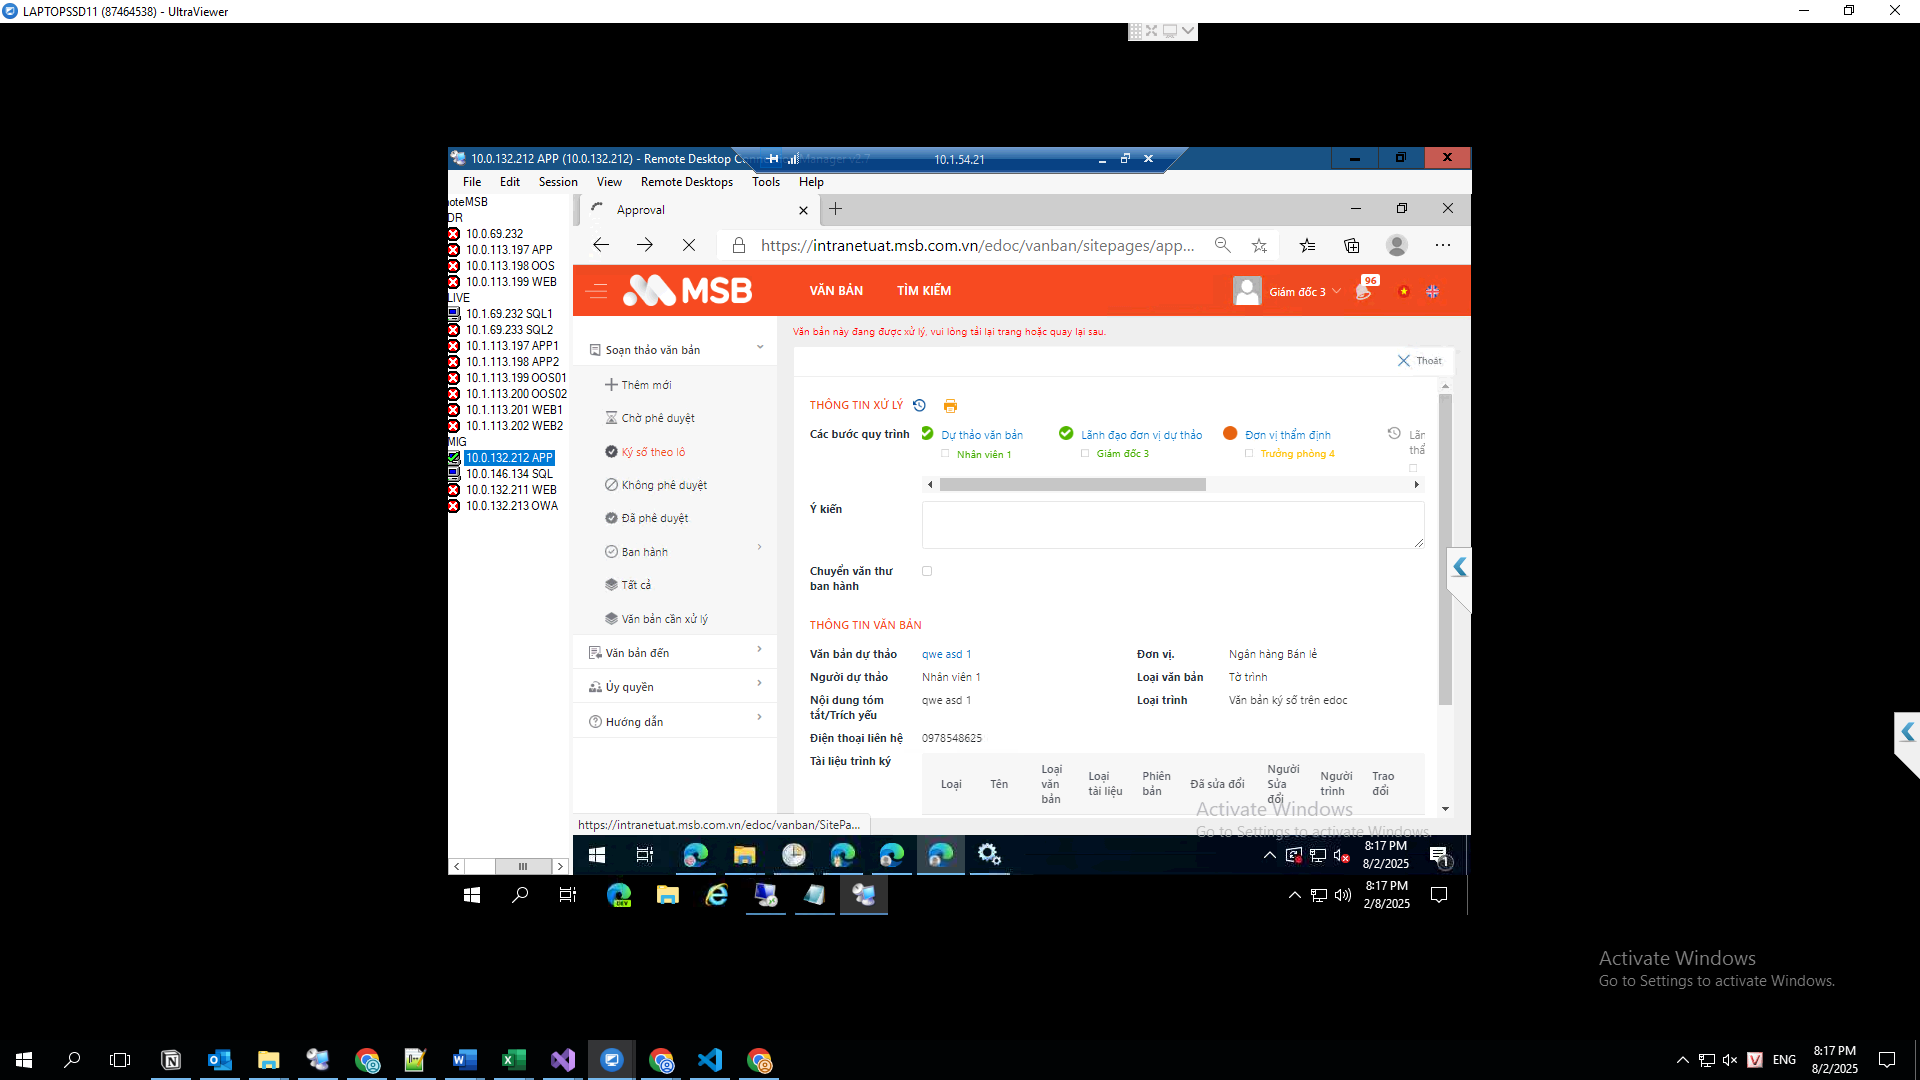 LAPTOPSSD11 (87464538) - UltraViewer
10.0.132.212 APP (10.0.132.212) - Remote Desktop Connection Manager v2.7
10.1.54.21
File Edit Session View Remote Desktops Tools Help
oteMSB
DR
10.0.69.232
10.0.113.197 APP
10.0.113.198 OOS
10.0.113.199 WEB
LIVE
10.1.69.232 SQL1
10.1.69.233 SQL2
10.1.113.197 APP1
10.1.113.198 APP2
10.1.113.199 OOS01
10.1.113.200 OOS02
10.1.113.201 WEB1
10.1.113.202 WEB2
MIG
10.0.132.212 APP
10.0.146.134 SQL
10.0.132.211 WEB
10.0.132.213 OWA
Approval
https://intranetuat.msb.com.vn/edoc/vanban/sitepages/app...
MSB
VĂN BẢN TÌM KIẾM
Giám đốc 3
96
Soạn thảo văn bản
Thêm mới
Chờ phê duyệt
Ký số theo lô
Không phê duyệt
Đã phê duyệt
Ban hành
Tất cả
Văn bản cần xử lý
Văn bản đến
Ủy quyền
Hướng dẫn
https://intranetuat.msb.com.vn/edoc/vanban/SitePa...
Văn bản này đang được xử lý, vui lòng tải lại trang hoặc quay lại sau.
Thoát
THÔNG TIN XỬ LÝ
Các bước quy trình
Dự thảo văn bản
Nhân viên 1
Lãnh đạo đơn vị dự thảo
Giám đốc 3
Đơn vị thẩm định
Trưởng phòng 4
Lãn
thẩ
Ý kiến
Chuyển văn thư
ban hành
THÔNG TIN VĂN BẢN
Văn bản dự thảo qwe asd 1 Đơn vị. Ngân hàng Bán lẻ
Người dự thảo Nhân viên 1 Loại văn bản Tờ trình
Nội dung tóm
tắt/Trích yếu
qwe asd 1 Loại trình Văn bản ký số trên edoc
Điện thoại liên hệ 0978548625
Tài liệu trình ký
Loại
Tên
Loại
văn
bản
Loại
tài liệu
Phiên
bản
Đã sửa đổi
Người
Sửa
đổi
Người
trình
Trao
đổi
Activate Windows
Go to Settings to activate Windows.
8:17 PM
8/2/2025
1
DEV
8:17 PM
2/8/2025
Activate Windows
Go to Settings to activate Windows.
ENG
8:17 PM
8/2/2025